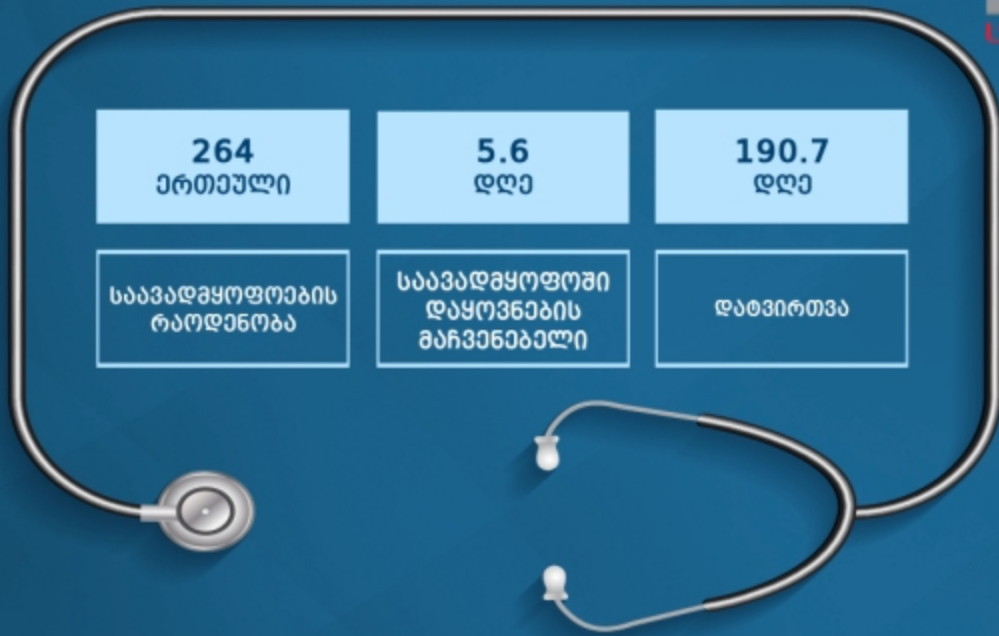 264
ერთეული
5.6
დღე
190.7
დღე
საავადმყოფოების
რაოდენობა
საავადმყოფოში
დაყოვნების
მაჩვენებელი
დატვირთვა